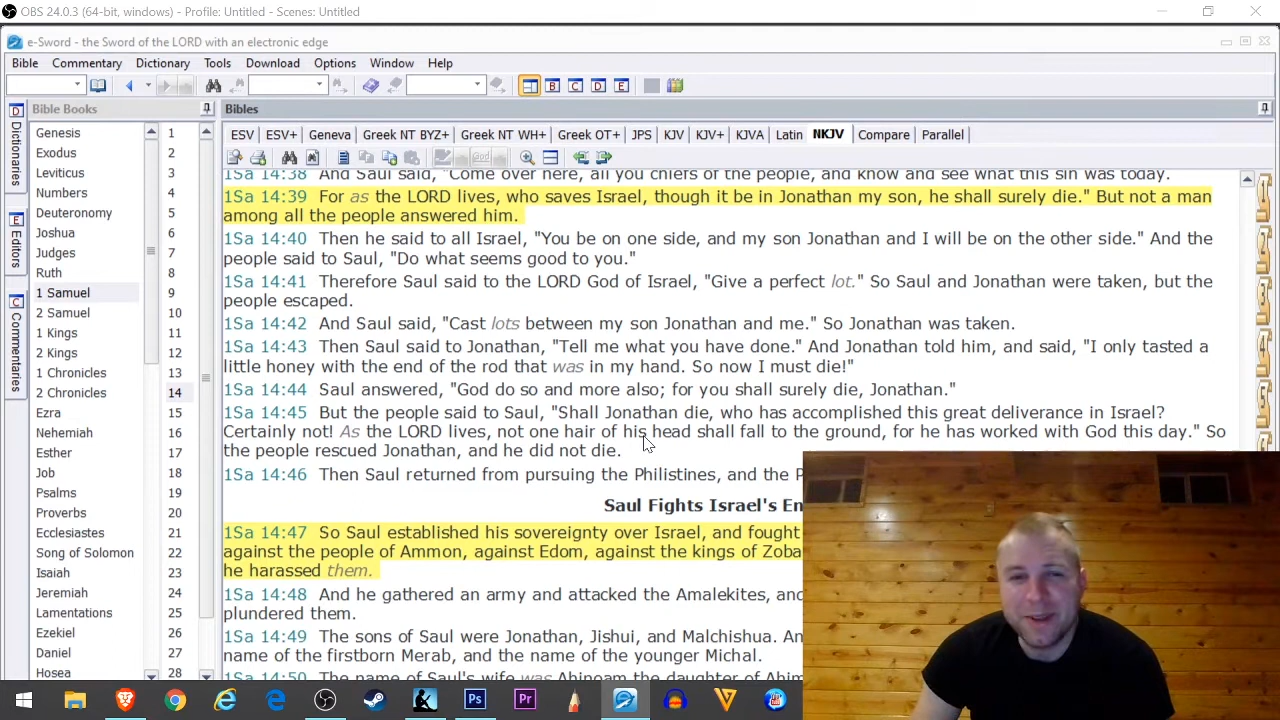 OBS 24.0.3 (64-bit, windows) - Profile: Untitled - Scenes: Untitled
e-Sword - the Sword of the LORD with an electronic edge
Bible Commentary Dictionary Tools Download Options Window Help
B C D E
Bible Books
Bibles
D Dictionaries
E Editors
C Commentaries
ESV ESV+ Geneva Greek NT BYZ+ Greek NT WH+ Greek OT+ JPS KJV KJV+ KJVA Latin NKJV Compare Parallel
Genesis
Exodus
Leviticus
Numbers
Deuteronomy
Joshua
Judges
Ruth
1 Samuel
2 Samuel
1 Kings
2 Kings
1 Chronicles
2 Chronicles
Ezra
Nehemiah
Esther
Job
Psalms
Proverbs
Ecclesiastes
Song of Solomon
Isaiah
Jeremiah
Lamentations
Ezekiel
Daniel
Hosea
1
2
3
4
5
6
7
8
9
10
11
12
13
14
15
16
17
18
19
20
21
22
23
24
25
26
27
28
1Sa 14:38 And Saul said, "Come over here, all you chiefs of the people, and know and see what this sin was today.
1Sa 14:39 For as the LORD lives, who saves Israel, though it be in Jonathan my son, he shall surely die." But not a man
among all the people answered him.
1Sa 14:40 Then he said to all Israel, "You be on one side, and my son Jonathan and I will be on the other side." And the
people said to Saul, "Do what seems good to you."
1Sa 14:41 Therefore Saul said to the LORD God of Israel, "Give a perfect lot." So Saul and Jonathan were taken, but the
people escaped.
1Sa 14:42 And Saul said, "Cast lots between my son Jonathan and me." So Jonathan was taken.
1Sa 14:43 Then Saul said to Jonathan, "Tell me what you have done." And Jonathan told him, and said, "I only tasted a
little honey with the end of the rod that was in my hand. So now I must die!"
1Sa 14:44 Saul answered, "God do so and more also; for you shall surely die, Jonathan."
1Sa 14:45 But the people said to Saul, "Shall Jonathan die, who has accomplished this great deliverance in Israel?
Certainly not! As the LORD lives, not one hair of his head shall fall to the ground, for he has worked with God this day." So
the people rescued Jonathan, and he did not die.
1Sa 14:46 Then Saul returned from pursuing the Philistines, and the P
Saul Fights Israel's En
1Sa 14:47 So Saul established his sovereignty over Israel, and fought
against the people of Ammon, against Edom, against the kings of Zoba
he harassed them.
1Sa 14:48 And he gathered an army and attacked the Amalekites, and
plundered them.
1Sa 14:49 The sons of Saul were Jonathan, Jishui, and Malchishua. An
name of the firstborn Merab, and the name of the younger Michal.
1Sa 14:50 The name of Saul's wife was Ahinoam the daughter of Ahim
Ps Pr